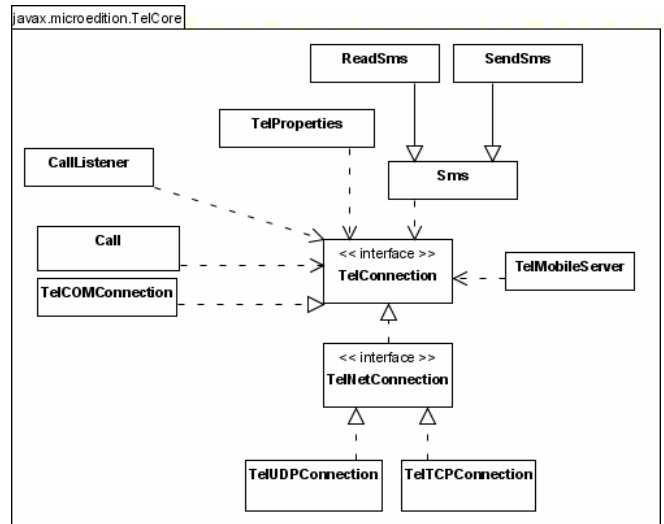 javax.microedition.TelCore
ReadSms
SendSms
TelProperties
CallListener
Sms
Call
<< interface >>
TelConnection
TelMobileServer
TelCOMConnection
<< interface >>
TelNetConnection
TelUDPConnection
TelTCPConnection